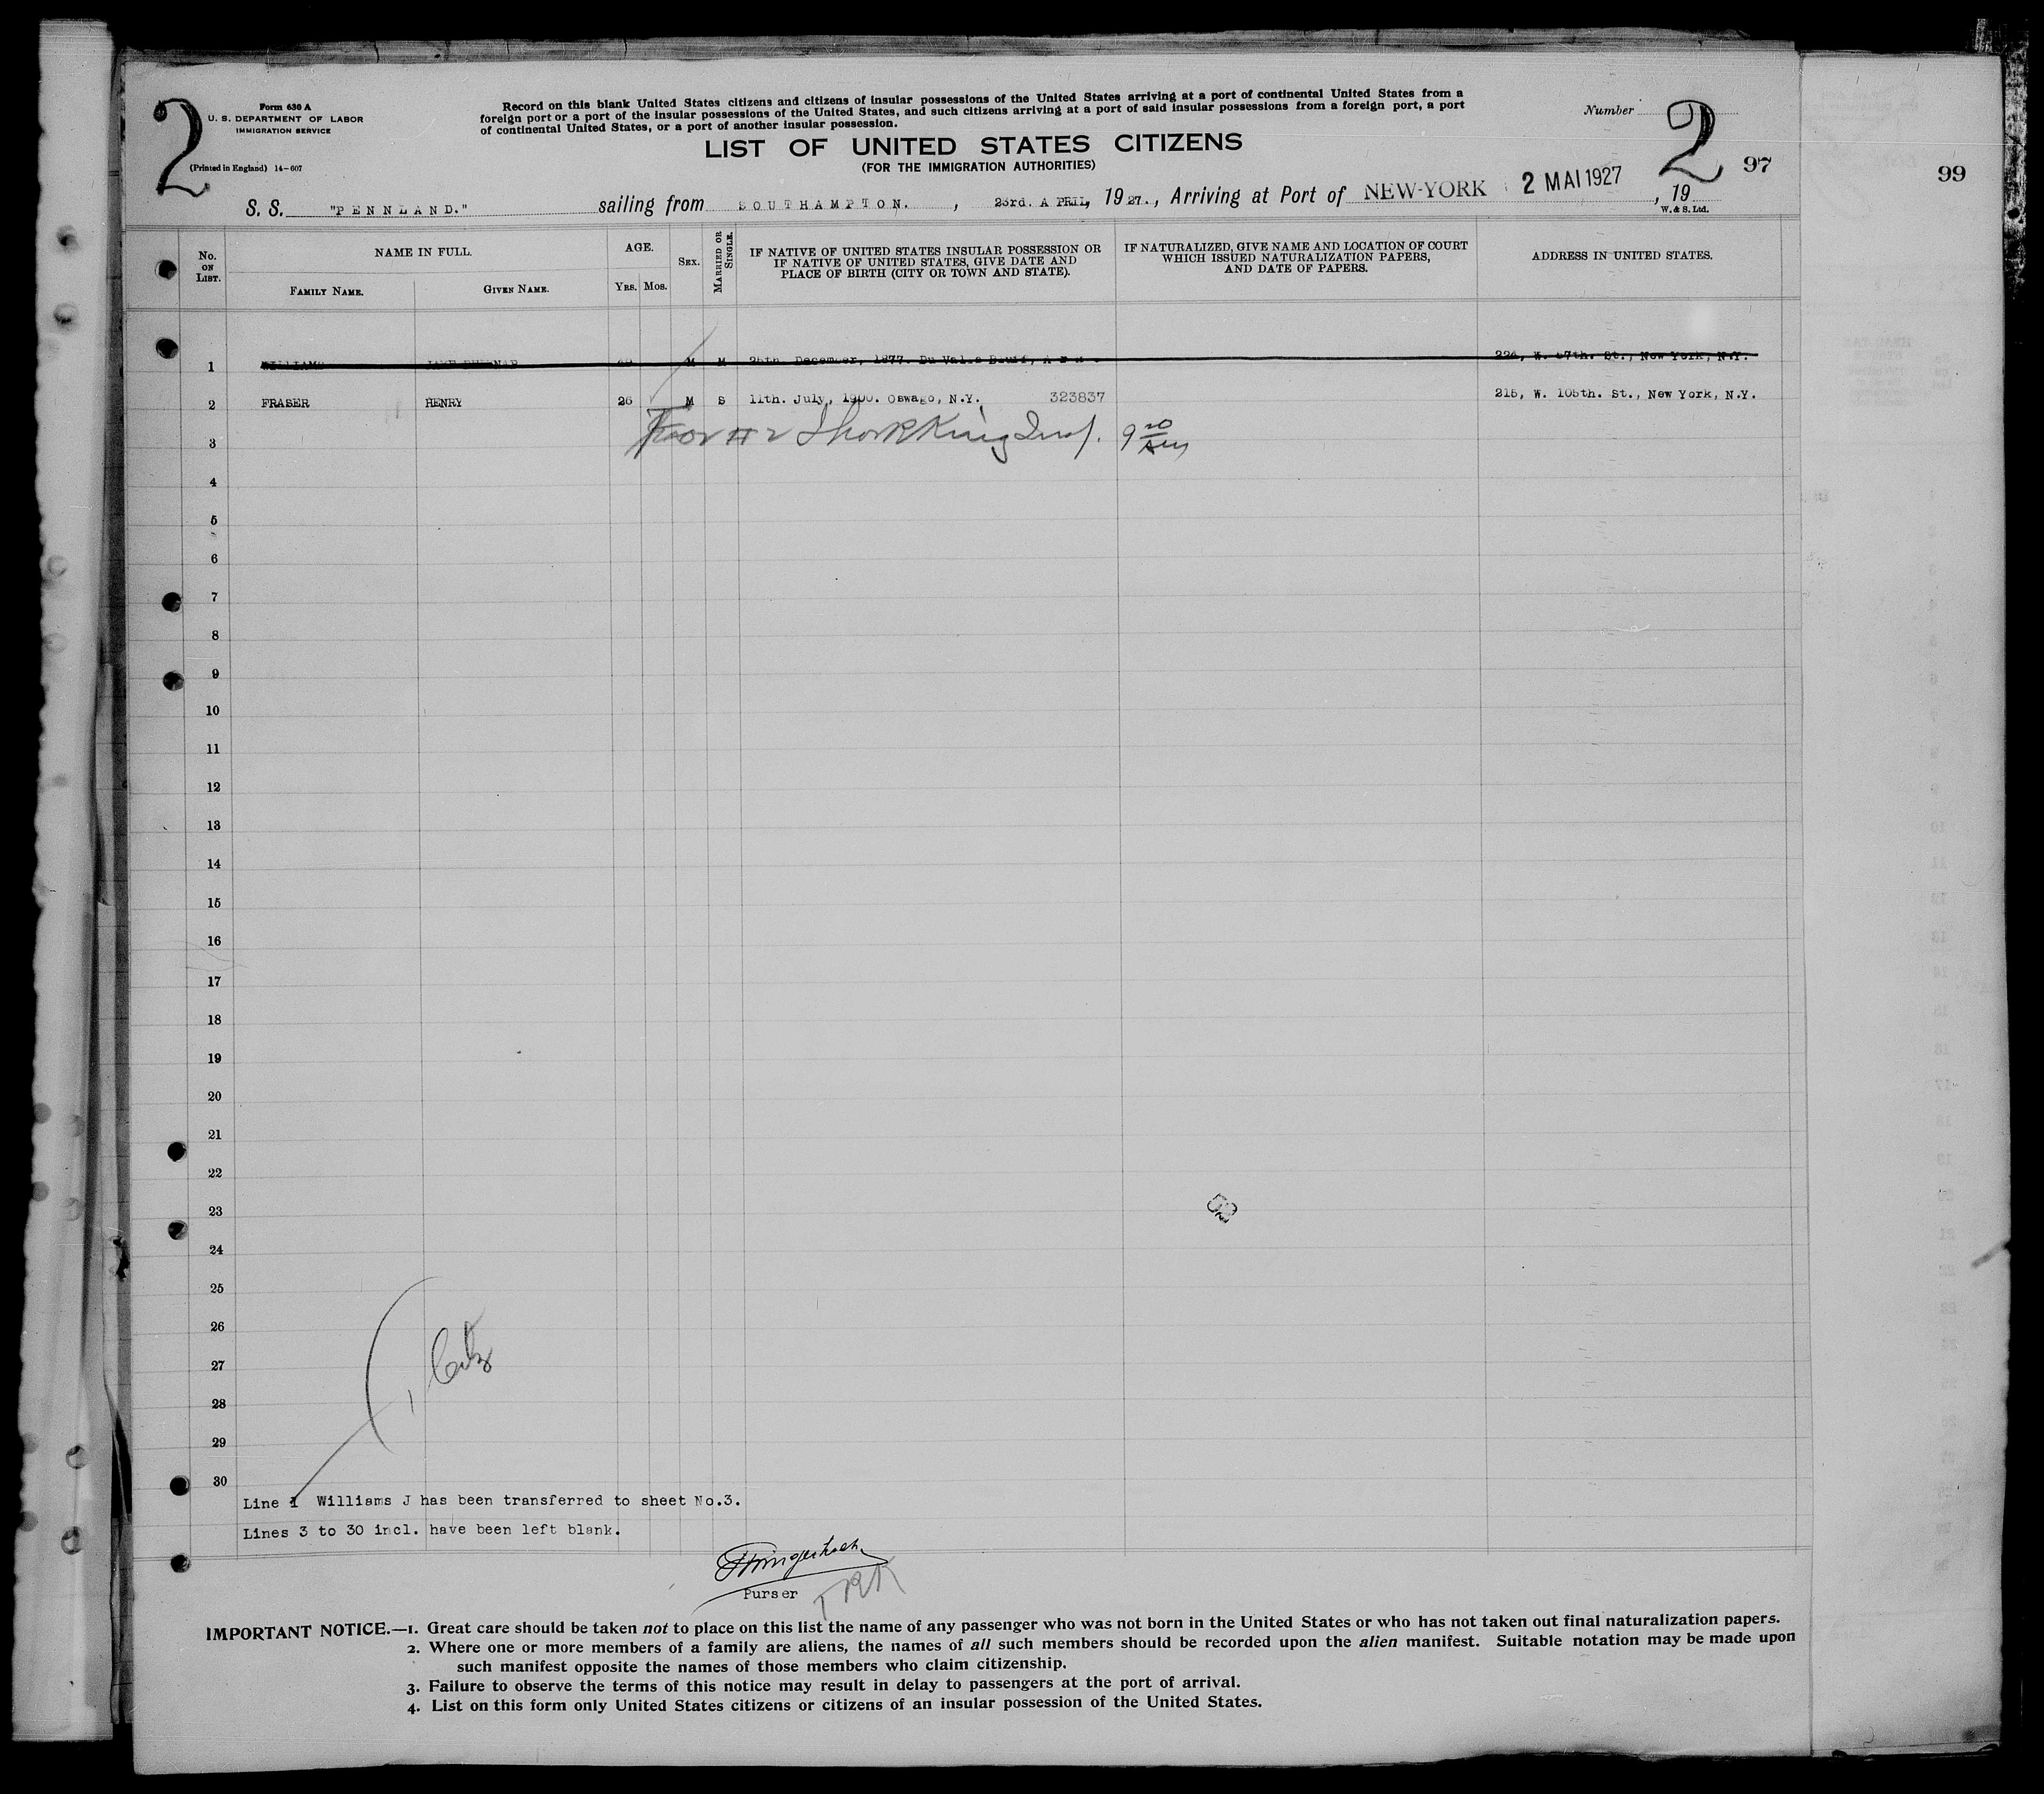 2
Form 630 A
U. S. DEPARTMENT OF LABOR
IMMIGRATION SERVICE
(Printed in England) 14-607
Record on this blank United States citizens and citizens of insular possessions of the United States arriving at a port of continental United States from a
foreign port or a port of the insular possessions of the United States, and such citizens arriving at a port of said insular possessions from a foreign port, a port
of continental United States, or a port of another insular possession.
LIST OF UNITED STATES CITIZENS
(FOR THE IMMIGRATION AUTHORITIES)
Number 2
97
99
S. S. "PENNLAND." sailing from SOUTHAMPTON. , 23rd. APRIL, 1927., Arriving at Port of NEW-YORK 2 MAI 1927 , 19
W. & S. Ltd.
No. ON LIST. NAME IN FULL. AGE. SEX. MARRIED OR SINGLE. IF NATIVE OF UNITED STATES INSULAR POSSESSION OR IF NATIVE OF UNITED STATES, GIVE DATE AND PLACE OF BIRTH (CITY OR TOWN AND STATE). IF NATURALIZED, GIVE NAME AND LOCATION OF COURT WHICH ISSUED NATURALIZATION PAPERS, AND DATE OF PAPERS. ADDRESS IN UNITED STATES.
FAMILY NAME. GIVEN NAME. YRS. MOS.
1 WILLIAMS M M 25th. December, 1877. W. 57th. St., New York, N.Y.
2 FRASER HENRY 26 M S 11th. July, 1900. Oswago, N.Y. 323837 215, W. 105th. St., New York, N.Y.
3
4
5
6
7
8
9
10
11
12
13
14
15
16
17
18
19
20
21
22
23
24
25
26
27
28
29
30
Line 1 Williams J has been transferred to sheet No.3.
Lines 3 to 30 incl. have been left blank.
Purser
IMPORTANT NOTICE.—1. Great care should be taken not to place on this list the name of any passenger who was not born in the United States or who has not taken out final naturalization papers.
2. Where one or more members of a family are aliens, the names of all such members should be recorded upon the alien manifest. Suitable notation may be made upon
such manifest opposite the names of those members who claim citizenship.
3. Failure to observe the terms of this notice may result in delay to passengers at the port of arrival.
4. List on this form only United States citizens or citizens of an insular possession of the United States.